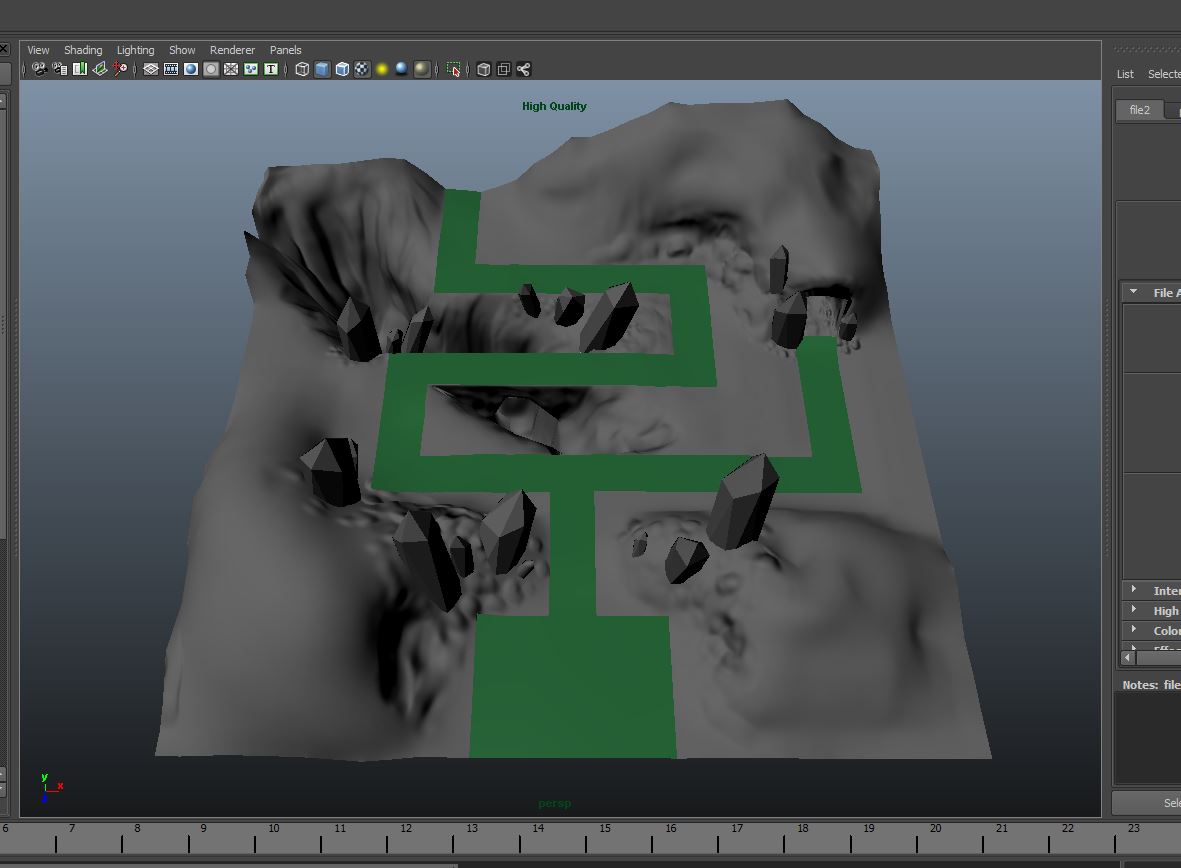 View Shading Lighting Show Renderer Panels
List Selecte
T
High Quality
file2
File A
Inter
High
Color
Notes: file
y
x
persp
Sele
6 7 8 9 10 11 12 13 14 15 16 17 18 19 20 21 22 23